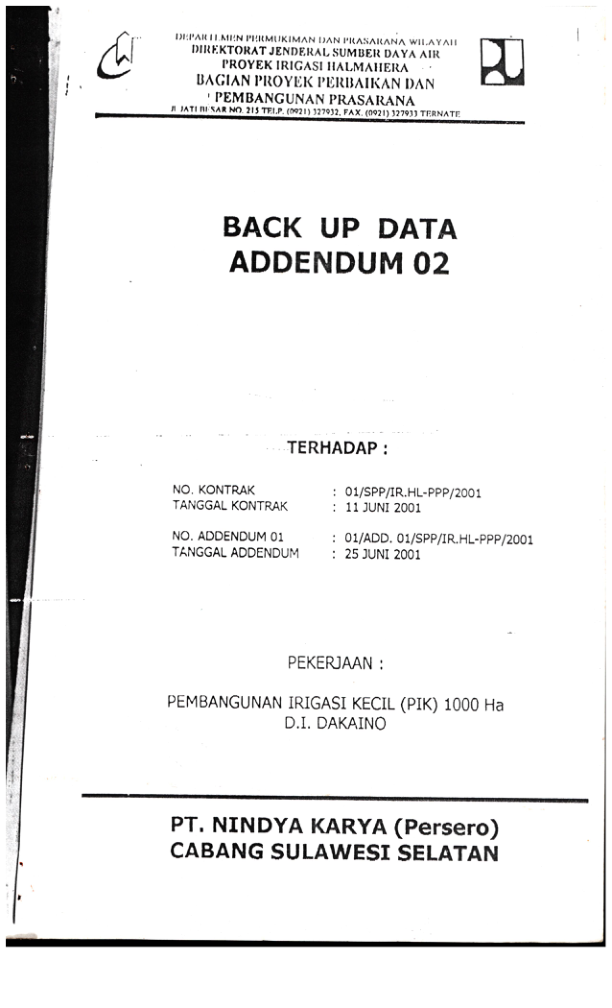 DEPARTEMEN PERMUKIMAN DAN PRASARANA WILAYAH
DIREKTORAT JENDERAL SUMBER DAYA AIR
PROYEK IRIGASI HALMAHERA
BAGIAN PROYEK PERBAIKAN DAN
PEMBANGUNAN PRASARANA
Jl. JATI BESAR NO. 215 TELP. (0921) 327932, FAX. (0921) 327933 TERNATE
BACK UP DATA
ADDENDUM 02
TERHADAP :
NO. KONTRAK : 01/SPP/IR.HL-PPP/2001
TANGGAL KONTRAK : 11 JUNI 2001
NO. ADDENDUM 01 : 01/ADD. 01/SPP/IR.HL-PPP/2001
TANGGAL ADDENDUM : 25 JUNI 2001
PEKERJAAN :
PEMBANGUNAN IRIGASI KECIL (PIK) 1000 Ha
D.I. DAKAINO
PT. NINDYA KARYA (Persero)
CABANG SULAWESI SELATAN